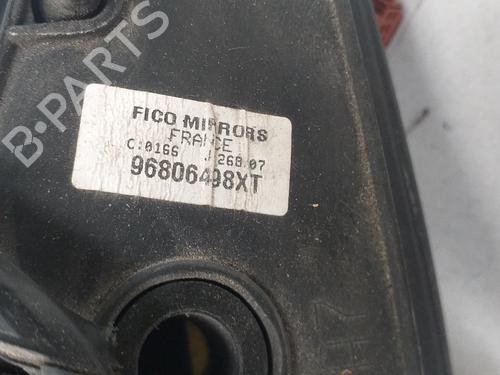 B-PARTS
FICO MIRRORS
FRANCE
C:0166 J 268 07
96806498XT